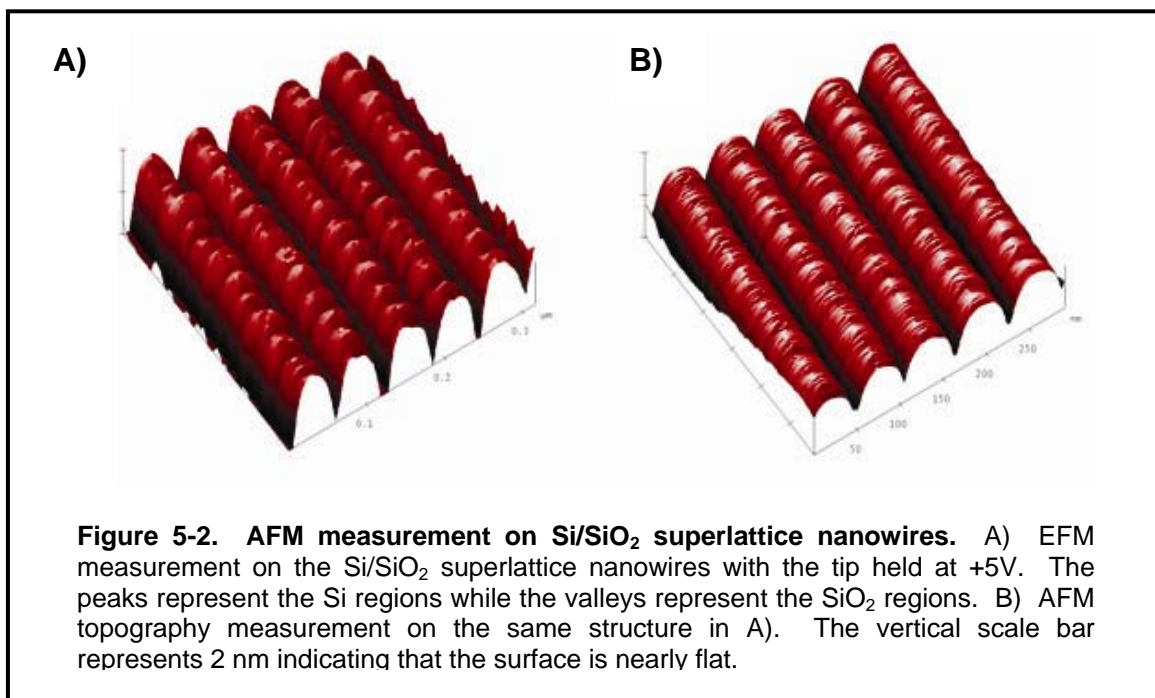 A)
B)
0.1
0.2
0.3
um
50
100
150
200
250
nm
Figure 5-2. AFM measurement on Si/SiO₂ superlattice nanowires. A) EFM
measurement on the Si/SiO₂ superlattice nanowires with the tip held at +5V. The
peaks represent the Si regions while the valleys represent the SiO₂ regions. B) AFM
topography measurement on the same structure in A). The vertical scale bar
represents 2 nm indicating that the surface is nearly flat.